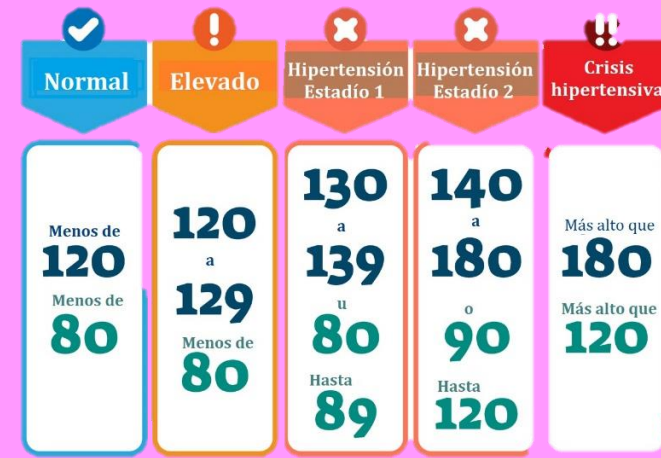 Normal
Menos de
120
Menos de
80
Elevado
120
a
129
Menos de
80
Hipertensión
Estadío 1
130
a
139
u
80
Hasta
89
Hipertensión
Estadío 2
140
a
180
o
90
Hasta
120
Crisis
hipertensiva
Más alto que
180
Más alto que
120